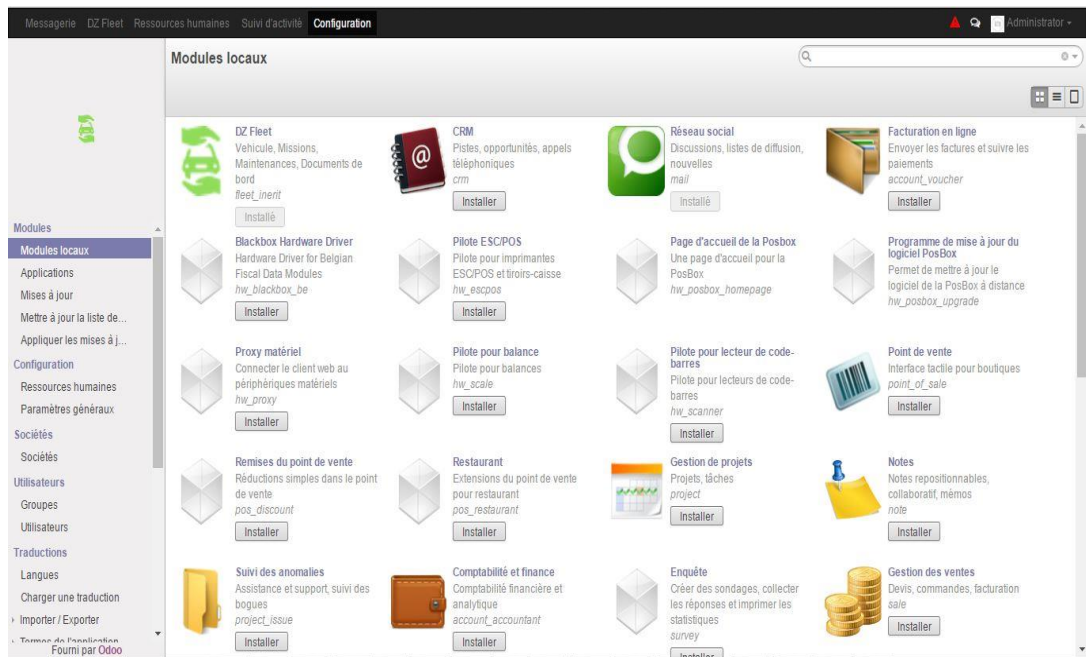 Messagerie DZ Fleet Ressources humaines Suivi d'activité Configuration
Administrator
Modules locaux
Modules
Modules locaux
Applications
Mises à jour
Mettre à jour la liste de...
Appliquer les mises à j...
Configuration
Ressources humaines
Paramètres généraux
Sociétés
Sociétés
Utilisateurs
Groupes
Utilisateurs
Traductions
Langues
Charger une traduction
Importer / Exporter
Termes de l'application
Fourni par Odoo
DZ Fleet
Vehicule, Missions,
Maintenances, Documents de
bord
fleet_inerit
Installé
CRM
Pistes, opportunités, appels
téléphoniques
crm
Installer
Réseau social
Discussions, listes de diffusion,
nouvelles
mail
Installé
Facturation en ligne
Envoyer les factures et suivre les
paiements
account_voucher
Installer
Blackbox Hardware Driver
Hardware Driver for Belgian
Fiscal Data Modules
hw_blackbox_be
Installer
Pilote ESC/POS
Pilote pour imprimantes
ESC/POS et tiroirs-caisse
hw_escpos
Installer
Page d'accueil de la Posbox
Une page d'accueil pour la
PosBox
hw_posbox_homepage
Programme de mise à jour du
logiciel PosBox
Permet de mettre à jour le
logiciel de la PosBox à distance
hw_posbox_upgrade
Proxy matériel
Connecter le client web au
périphériques matériels
hw_proxy
Installer
Pilote pour balance
Pilote pour balances
hw_scale
Installer
Pilote pour lecteur de code-
barres
Pilote pour lecteurs de code-
barres
hw_scanner
Installer
Point de vente
Interface tactile pour boutiques
point_of_sale
Installer
Remises du point de vente
Réductions simples dans le point
de vente
pos_discount
Installer
Restaurant
Extensions du point de vente
pour restaurant
pos_restaurant
Installer
Gestion de projets
Projets, tâches
project
Installer
Notes
Notes repositionnables,
collaboratif, mémos
note
Installer
Suivi des anomalies
Assistance et support, suivi des
bogues
project_issue
Installer
Comptabilité et finance
Comptabilité financière et
analytique
account_accountant
Installer
Enquête
Créer des sondages, collecter
les réponses et imprimer les
statistiques
survey
Installer
Gestion des ventes
Devis, commandes, facturation
sale
Installer